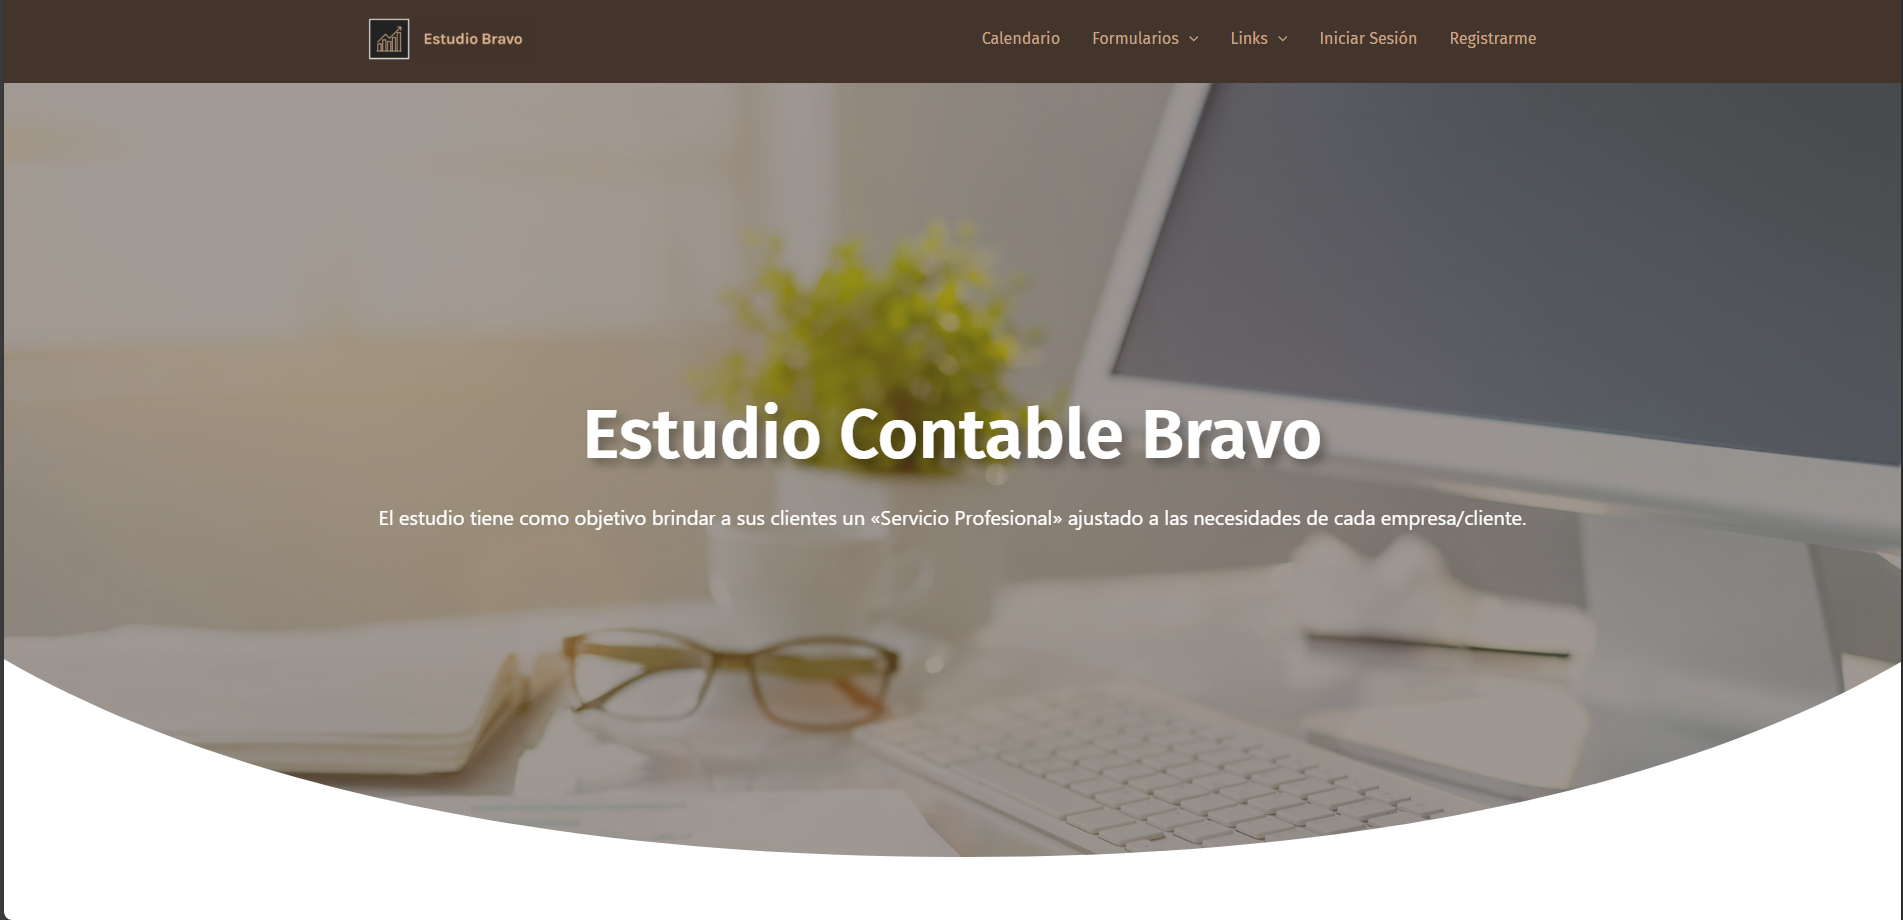 Estudio Bravo
Calendario
Formularios
Links
Iniciar Sesión
Registrarme
Estudio Contable Bravo
El estudio tiene como objetivo brindar a sus clientes un «Servicio Profesional» ajustado a las necesidades de cada empresa/cliente.